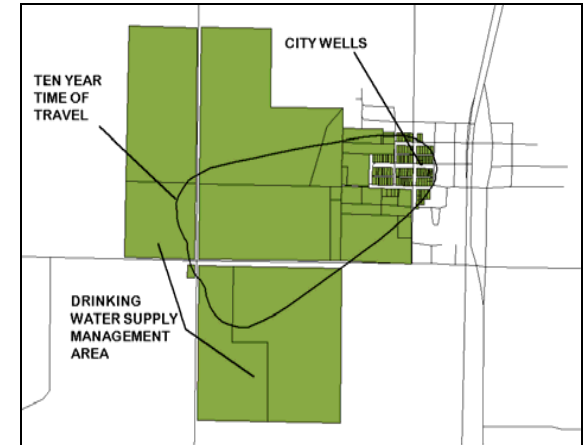 CITY WELLS
TEN YEAR
TIME OF
TRAVEL
DRINKING
WATER SUPPLY
MANAGEMENT
AREA